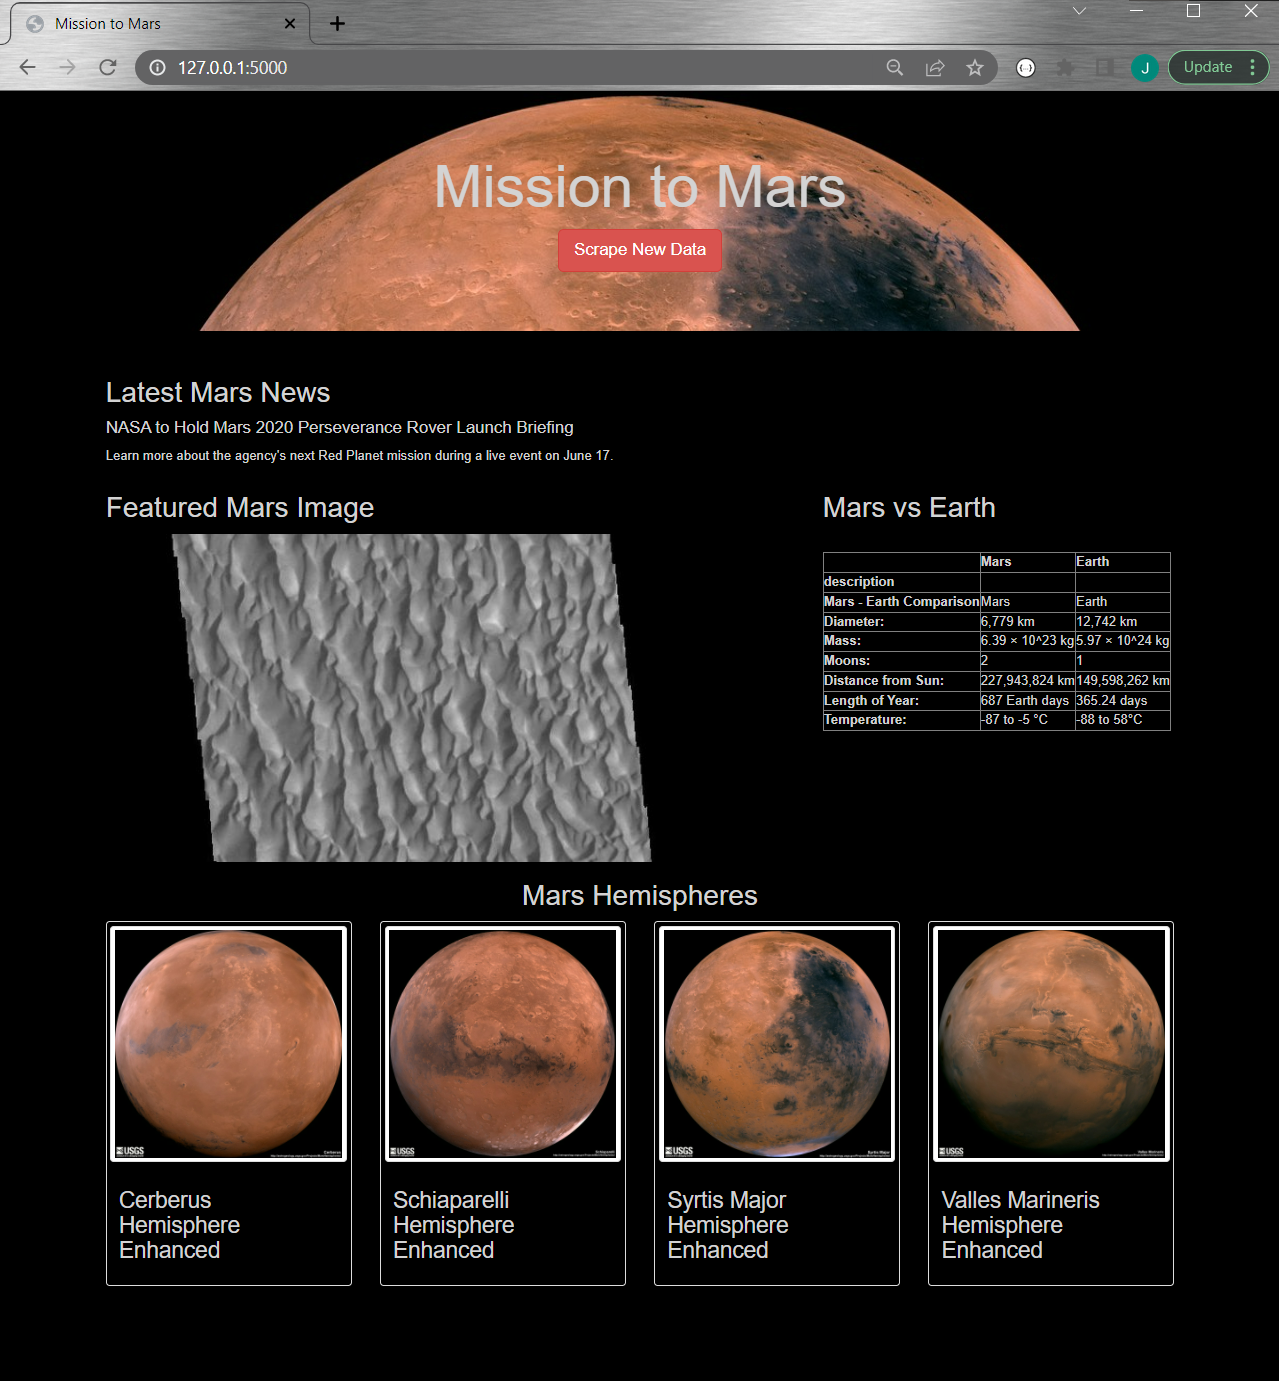 Mission to Mars
127.0.0.1:5000
J
Update
Mission to Mars
Scrape New Data
Latest Mars News
NASA to Hold Mars 2020 Perseverance Rover Launch Briefing
Learn more about the agency's next Red Planet mission during a live event on June 17.
Featured Mars Image
Mars vs Earth
Mars Earth
description
Mars - Earth Comparison Mars Earth
Diameter: 6,779 km 12,742 km
Mass: 6.39 × 10^23 kg 5.97 × 10^24 kg
Moons: 2 1
Distance from Sun: 227,943,824 km 149,598,262 km
Length of Year: 687 Earth days 365.24 days
Temperature: -87 to -5 °C -88 to 58°C
Mars Hemispheres
USGS Cerberus
USGS Schiaparelli
USGS Syrtis Major
USGS Valles Marineris
Cerberus
Hemisphere
Enhanced
Schiaparelli
Hemisphere
Enhanced
Syrtis Major
Hemisphere
Enhanced
Valles Marineris
Hemisphere
Enhanced